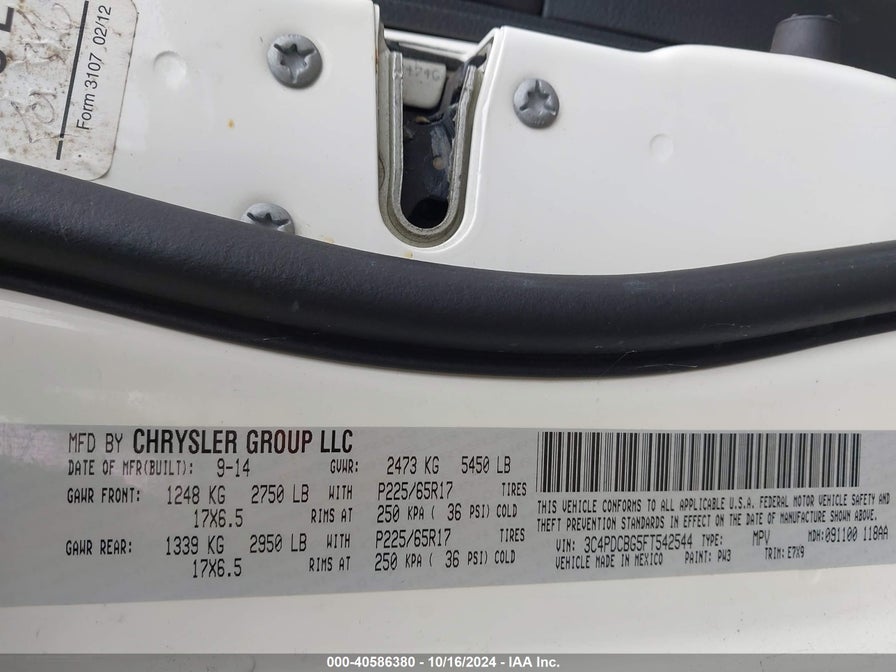 Form 3107 02/12
MFD BY CHRYSLER GROUP LLC
DATE OF MFR(BUILT): 9-14 GVWR: 2473 KG 5450 LB
GAWR FRONT: 1248 KG 2750 LB WITH P225/65R17 TIRES
17X6.5 RIMS AT 250 KPA ( 36 PSI) COLD
GAWR REAR: 1339 KG 2950 LB WITH P225/65R17 TIRES
17X6.5 RIMS AT 250 KPA ( 36 PSI) COLD
THIS VEHICLE CONFORMS TO ALL APPLICABLE U.S.A. FEDERAL MOTOR VEHICLE SAFETY AND
THEFT PREVENTION STANDARDS IN EFFECT ON THE DATE OF MANUFACTURE SHOWN ABOVE.
VIN: 3C4PDCBG5FT542544 TYPE: MPV MDH: 091100 118AA
VEHICLE MADE IN MEXICO PAINT: PW3 TRIM: E7X9
000-40586380 - 10/16/2024 - IAA Inc.